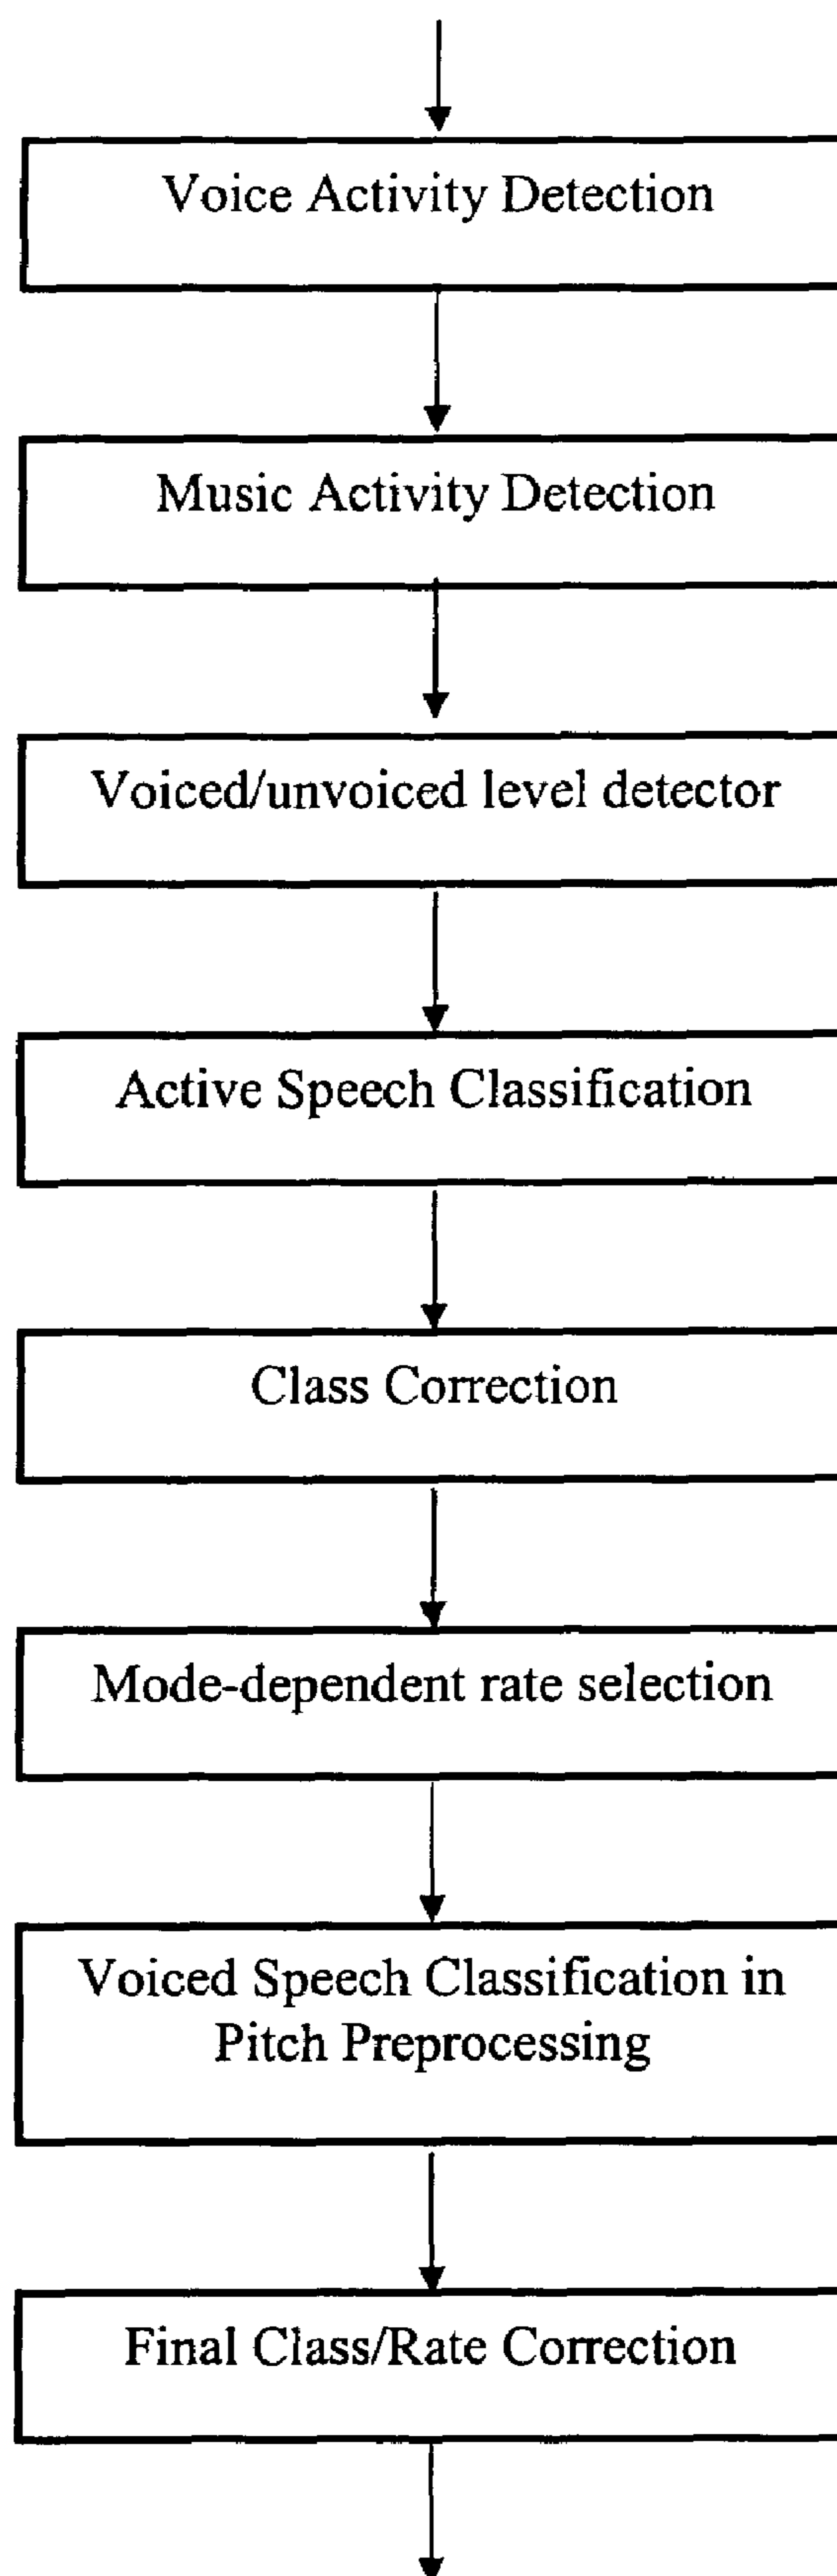 Voice Activity Detection
Music Activity Detection
Voiced/unvoiced level detector
Active Speech Classification
Class Correction
Mode-dependent rate selection
Voiced Speech Classification in
Pitch Preprocessing
Final Class/Rate Correction